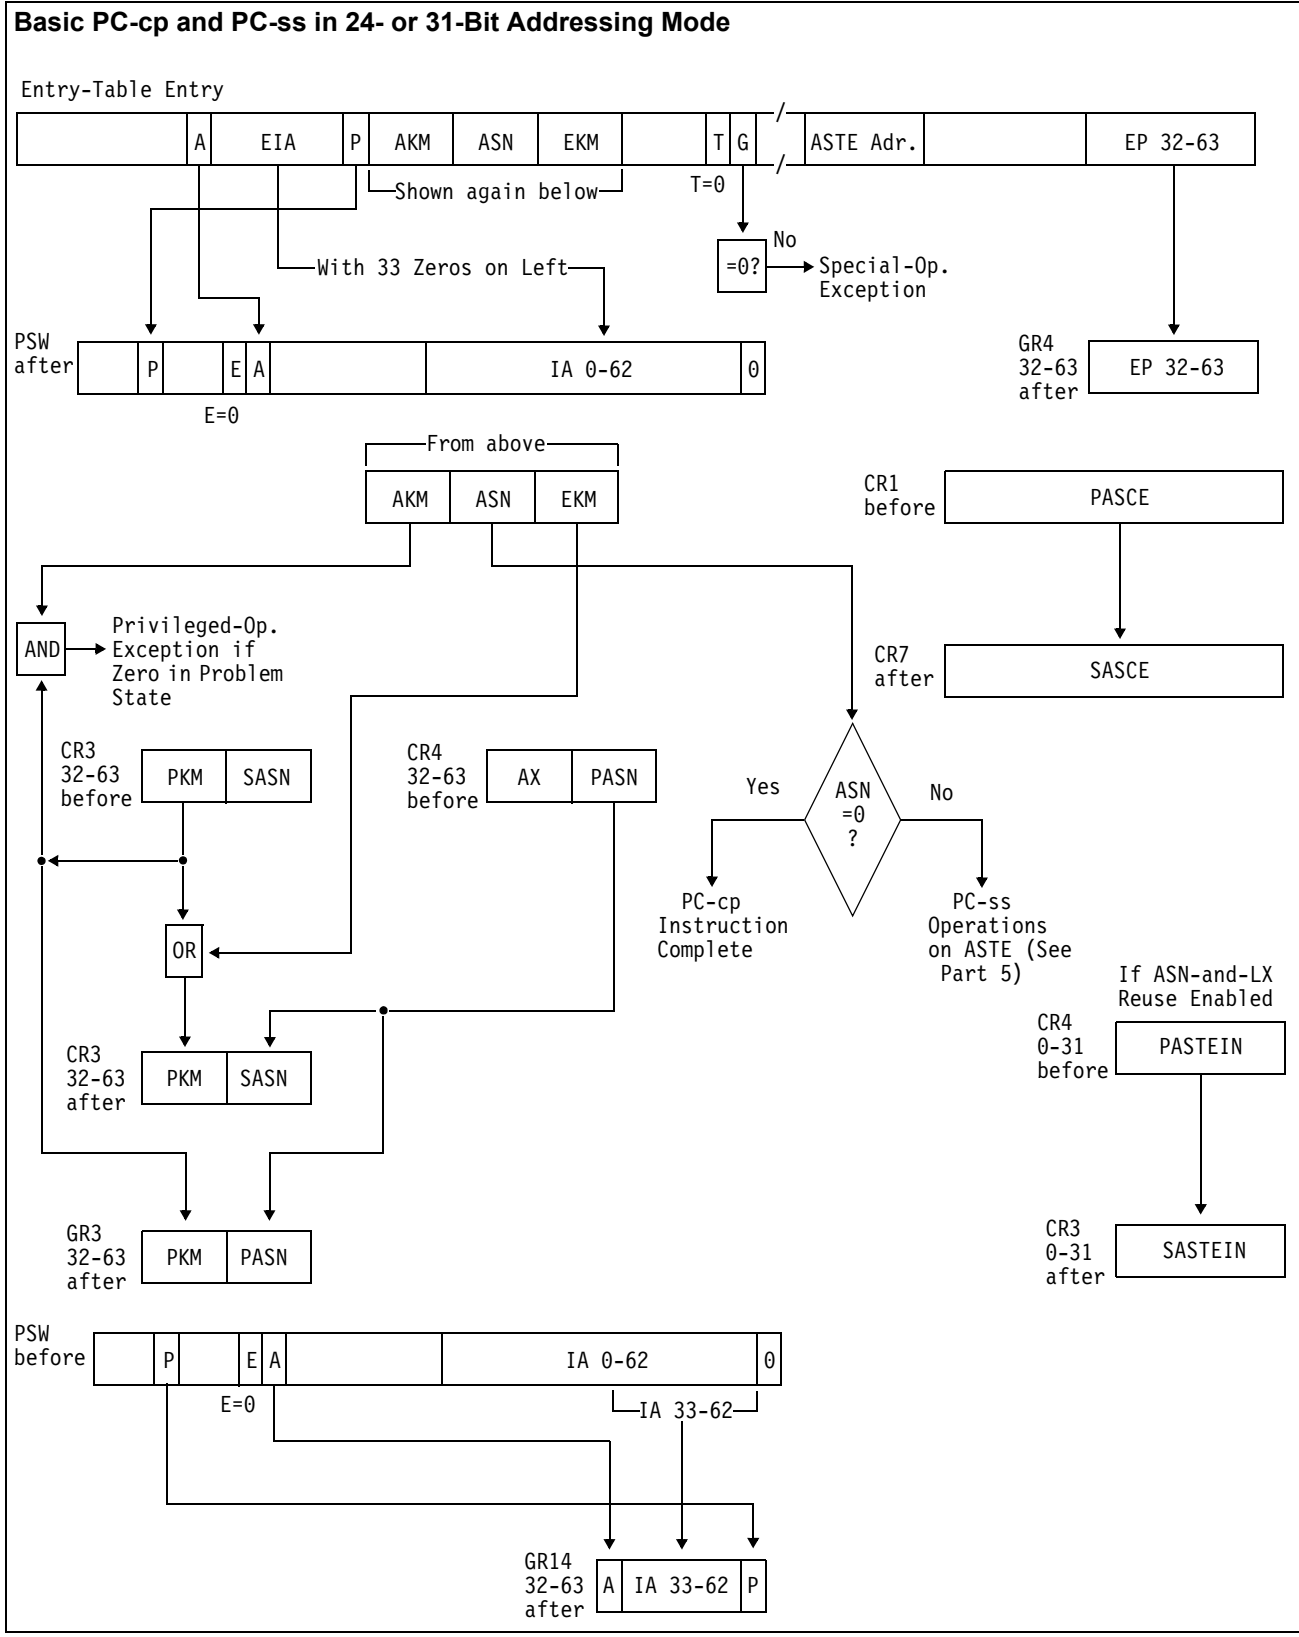 Basic PC-cp and PC-ss in 24- or 31-Bit Addressing Mode
Entry-Table Entry
A EIA P AKM ASN EKM T G / / ASTE Adr. EP 32-63
Shown again below
T=0
With 33 Zeros on Left
=0?
No
Special-Op.
Exception
PSW
after
P E A IA 0-62 0
E=0
GR4
32-63
after
EP 32-63
From above
AKM ASN EKM
CR1
before
PASCE
AND
Privileged-Op.
Exception if
Zero in Problem
State
CR7
after
SASCE
CR3
32-63
before
PKM SASN
CR4
32-63
before
AX PASN
Yes
ASN
=0
?
No
OR
PC-cp
Instruction
Complete
PC-ss
Operations
on ASTE (See
Part 5)
If ASN-and-LX
Reuse Enabled
CR4
0-31
before
PASTEIN
CR3
32-63
after
PKM SASN
GR3
32-63
after
PKM PASN
CR3
0-31
after
SASTEIN
PSW
before
P E A IA 0-62 0
E=0
IA 33-62
GR14
32-63
after
A IA 33-62 P